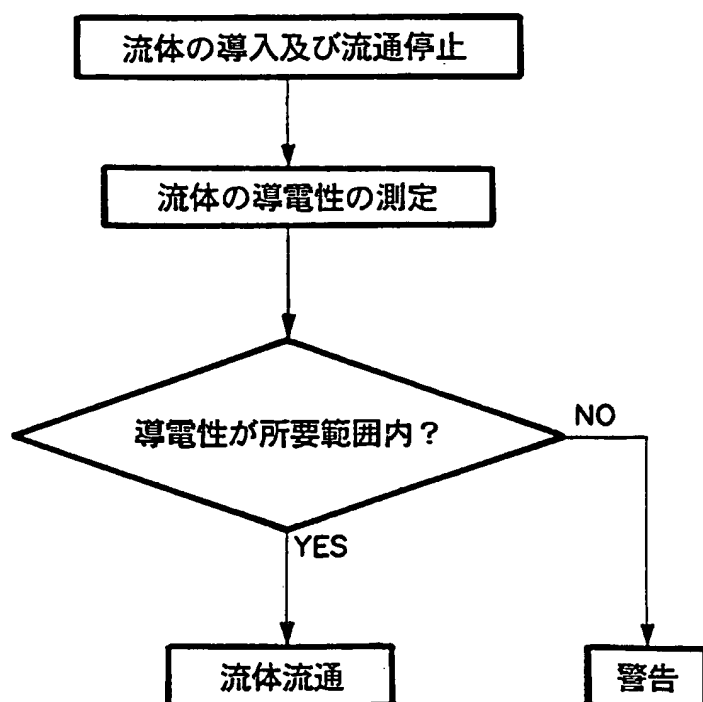 流体の導入及び流通停止
流体の導電性の測定
導電性が所要範囲内？
NO
YES
流体流通
警告